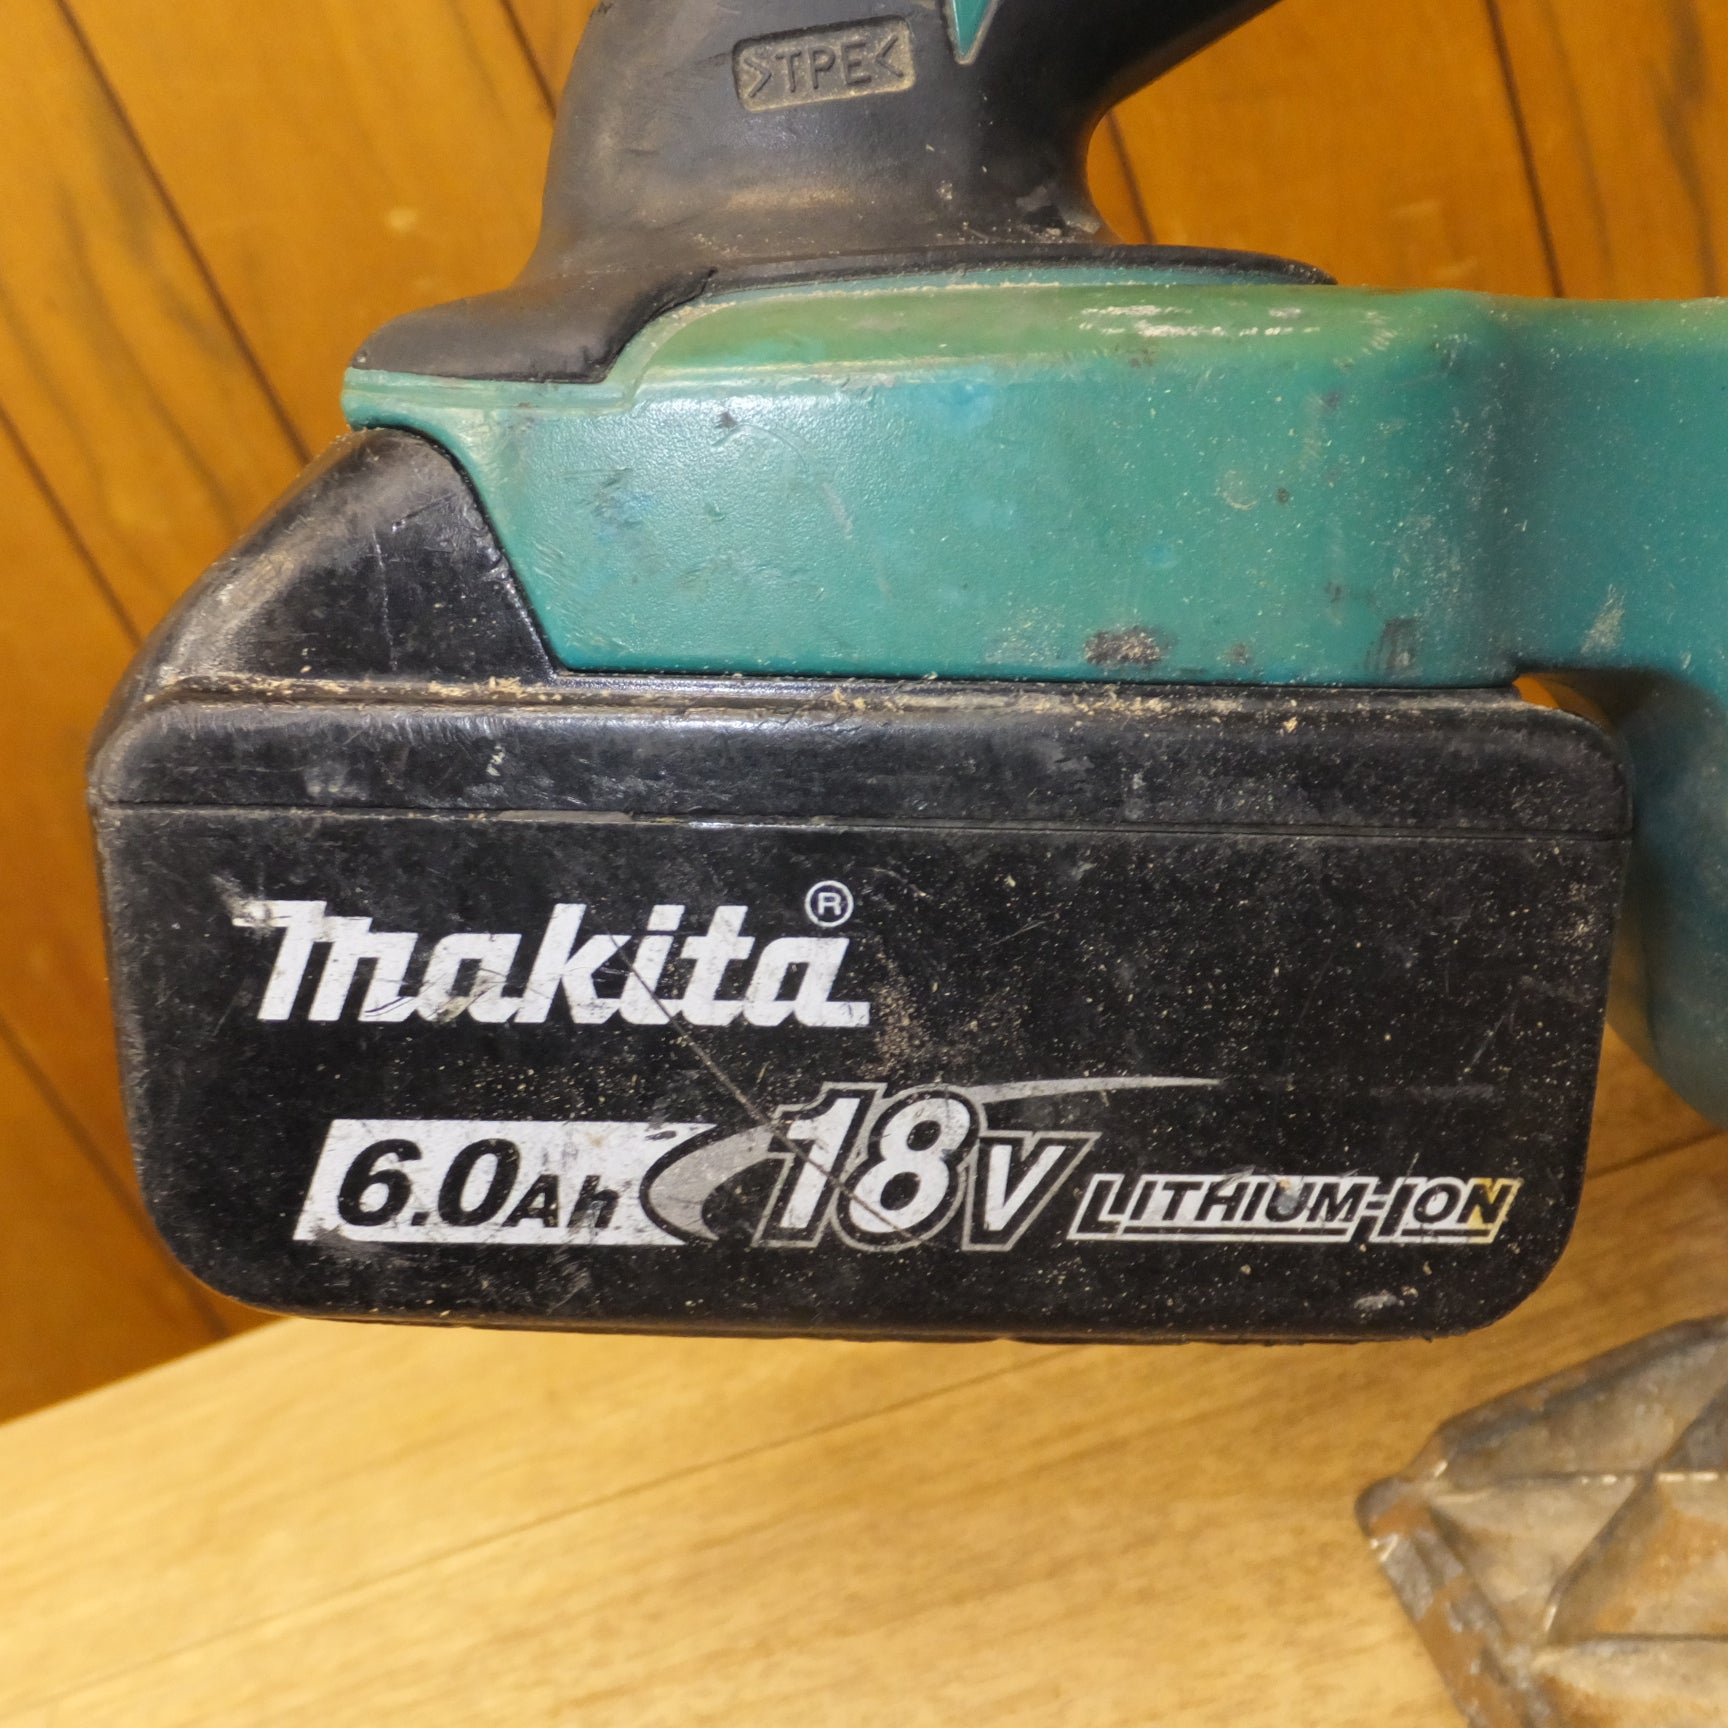 >TPE<
makita®
6.0Ah 18V LITHIUM-ION